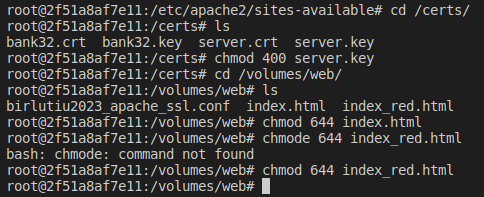 root@2f51a8af7e11:/etc/apache2/sites-available# cd /certs/
root@2f51a8af7e11:/certs# ls
bank32.crt  bank32.key  server.crt  server.key
root@2f51a8af7e11:/certs# chmod 400 server.key
root@2f51a8af7e11:/certs# cd /volumes/web/
root@2f51a8af7e11:/volumes/web# ls
birlutiu2023_apache_ssl.conf  index.html  index_red.html
root@2f51a8af7e11:/volumes/web# chmod 644 index.html
root@2f51a8af7e11:/volumes/web# chmode 644 index_red.html
bash: chmode: command not found
root@2f51a8af7e11:/volumes/web# chmod 644 index_red.html
root@2f51a8af7e11:/volumes/web#